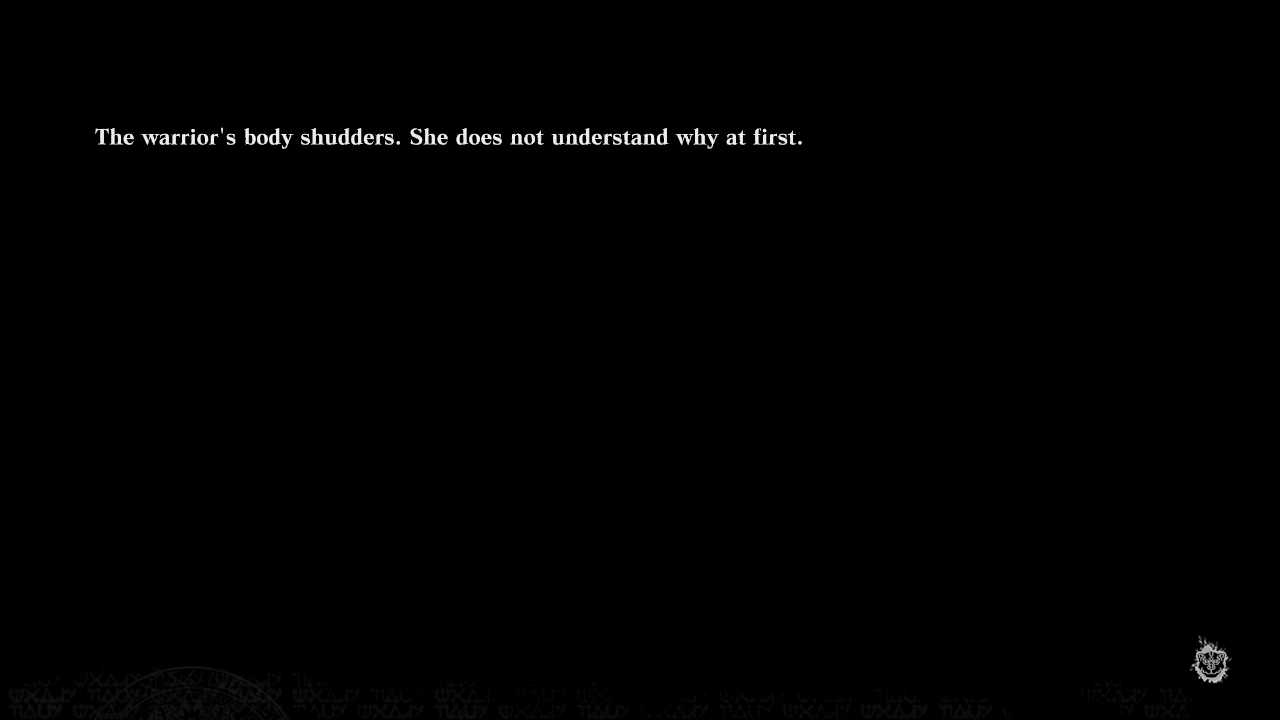 The warrior's body shudders. She does not understand why at first.